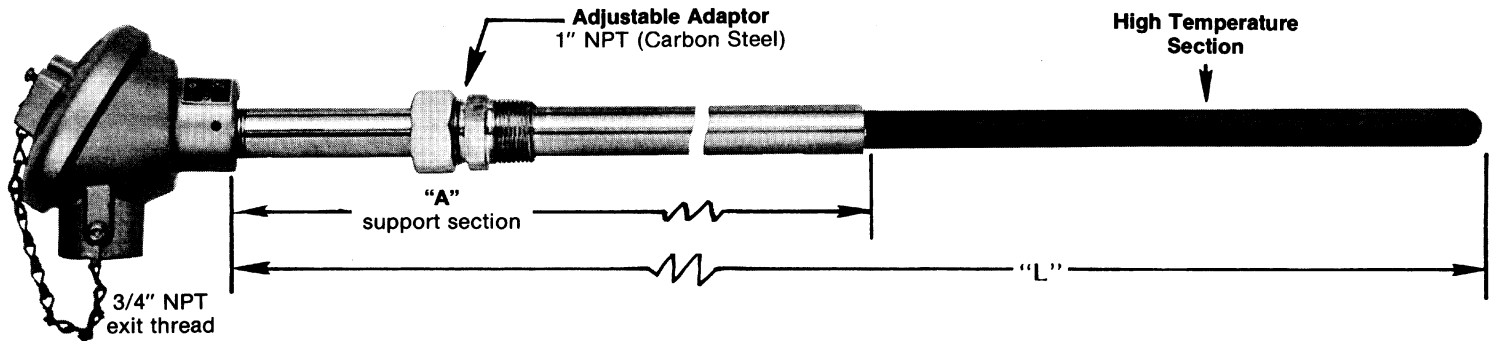 Adjustable Adaptor
1" NPT (Carbon Steel)
High Temperature
Section
“A”
support section
“L”
3/4" NPT
exit thread